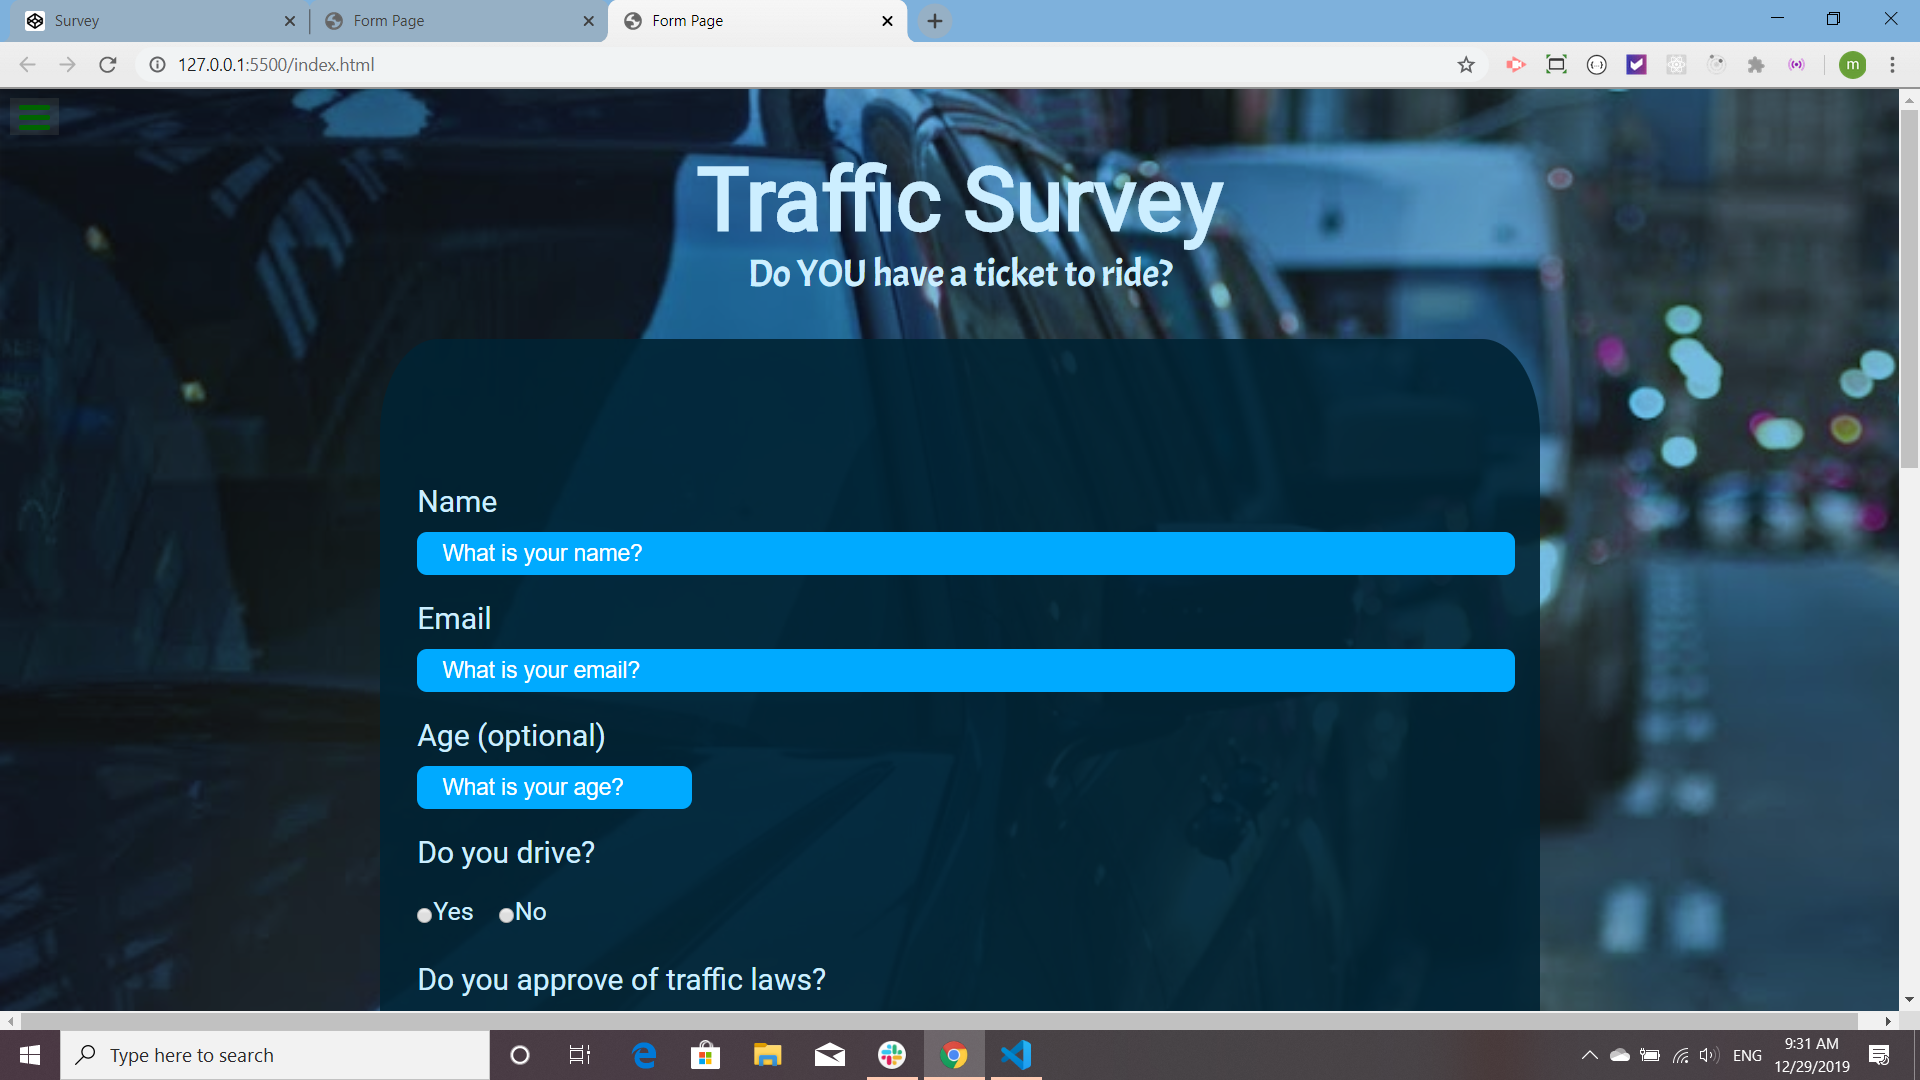 Survey
Form Page
Form Page
127.0.0.1:5500/index.html
m
Traffic Survey
Do YOU have a ticket to ride?
Name
What is your name?
Email
What is your email?
Age (optional)
What is your age?
Do you drive?
Yes No
Do you approve of traffic laws?
Type here to search
ENG
9:31 AM
12/29/2019